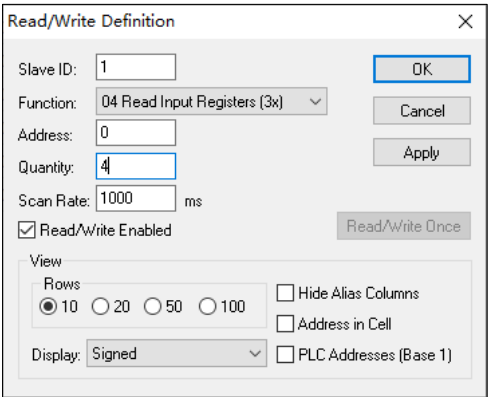 Read/Write Definition
Slave ID: 1
OK
Function: 04 Read Input Registers (3x)
Cancel
Address: 0
Apply
Quantity: 4
Scan Rate: 1000 ms
Read/Write Enabled
Read/Write Once
View
Rows
10 20 50 100
Hide Alias Columns
Address in Cell
Display: Signed
PLC Addresses (Base 1)